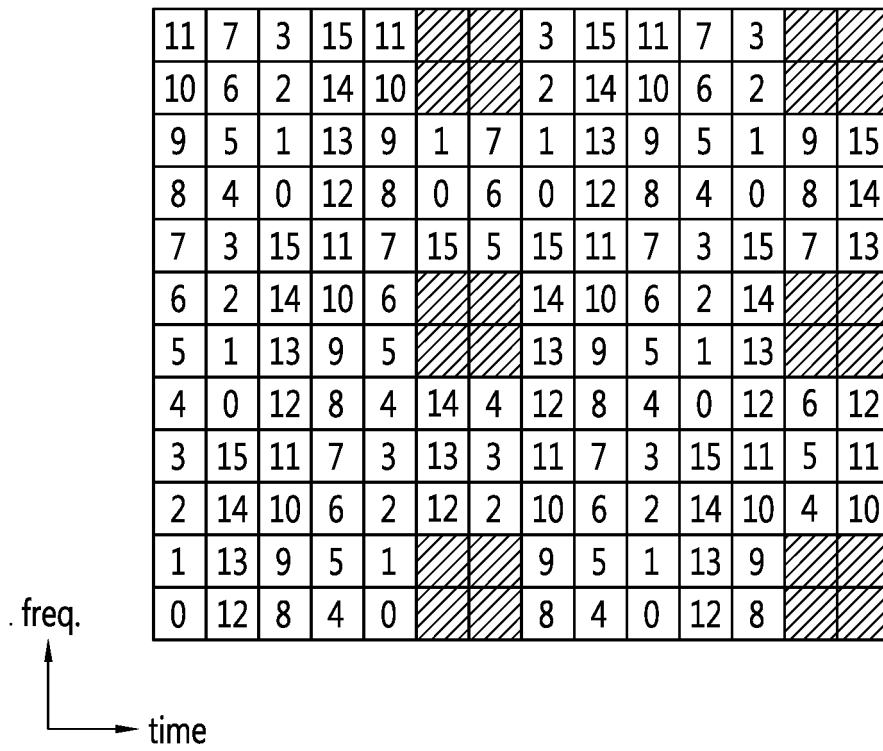 11 7 3 15 11 3 15 11 7 3
10 6 2 14 10 2 14 10 6 2
9 5 1 13 9 1 7 1 13 9 5 1 9 15
8 4 0 12 8 0 6 0 12 8 4 0 8 14
7 3 15 11 7 15 5 15 11 7 3 15 7 13
6 2 14 10 6 14 10 6 2 14
5 1 13 9 5 13 9 5 1 13
4 0 12 8 4 14 4 12 8 4 0 12 6 12
3 15 11 7 3 13 3 11 7 3 15 11 5 11
2 14 10 6 2 12 2 10 6 2 14 10 4 10
1 13 9 5 1 9 5 1 13 9
0 12 8 4 0 8 4 0 12 8
. freq.
time